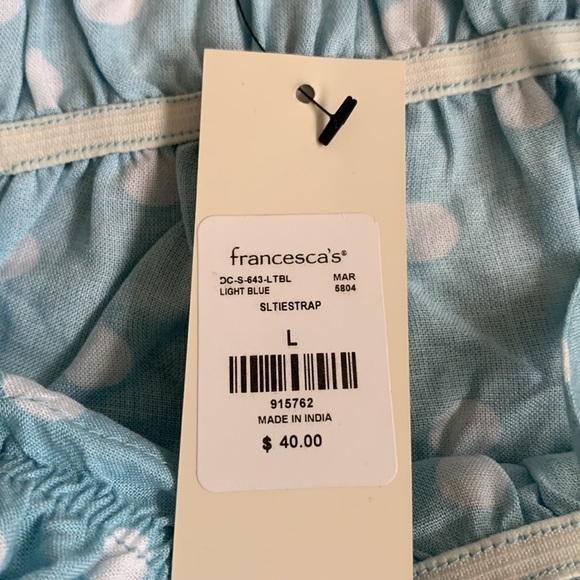 francesca's®
DC-S-643-LTBL MAR
LIGHT BLUE 5804
SLTIESTRAP
L
915762
MADE IN INDIA
$ 40.00